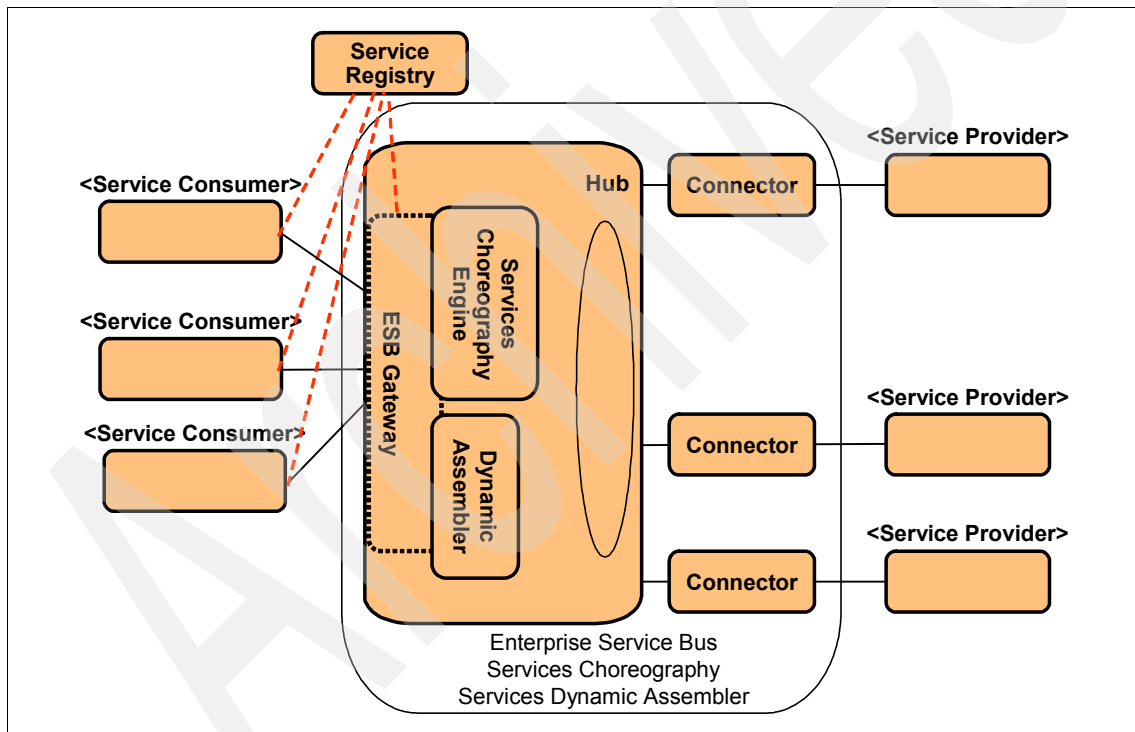 Service
Registry
<Service Provider>
Hub
Connector
<Service Consumer>
Services
Choreography
Engine
<Service Consumer>
ESB Gateway
<Service Provider>
<Service Consumer>
Connector
Dynamic
Assembler
<Service Provider>
Connector
Enterprise Service Bus
Services Choreography
Services Dynamic Assembler
Archived